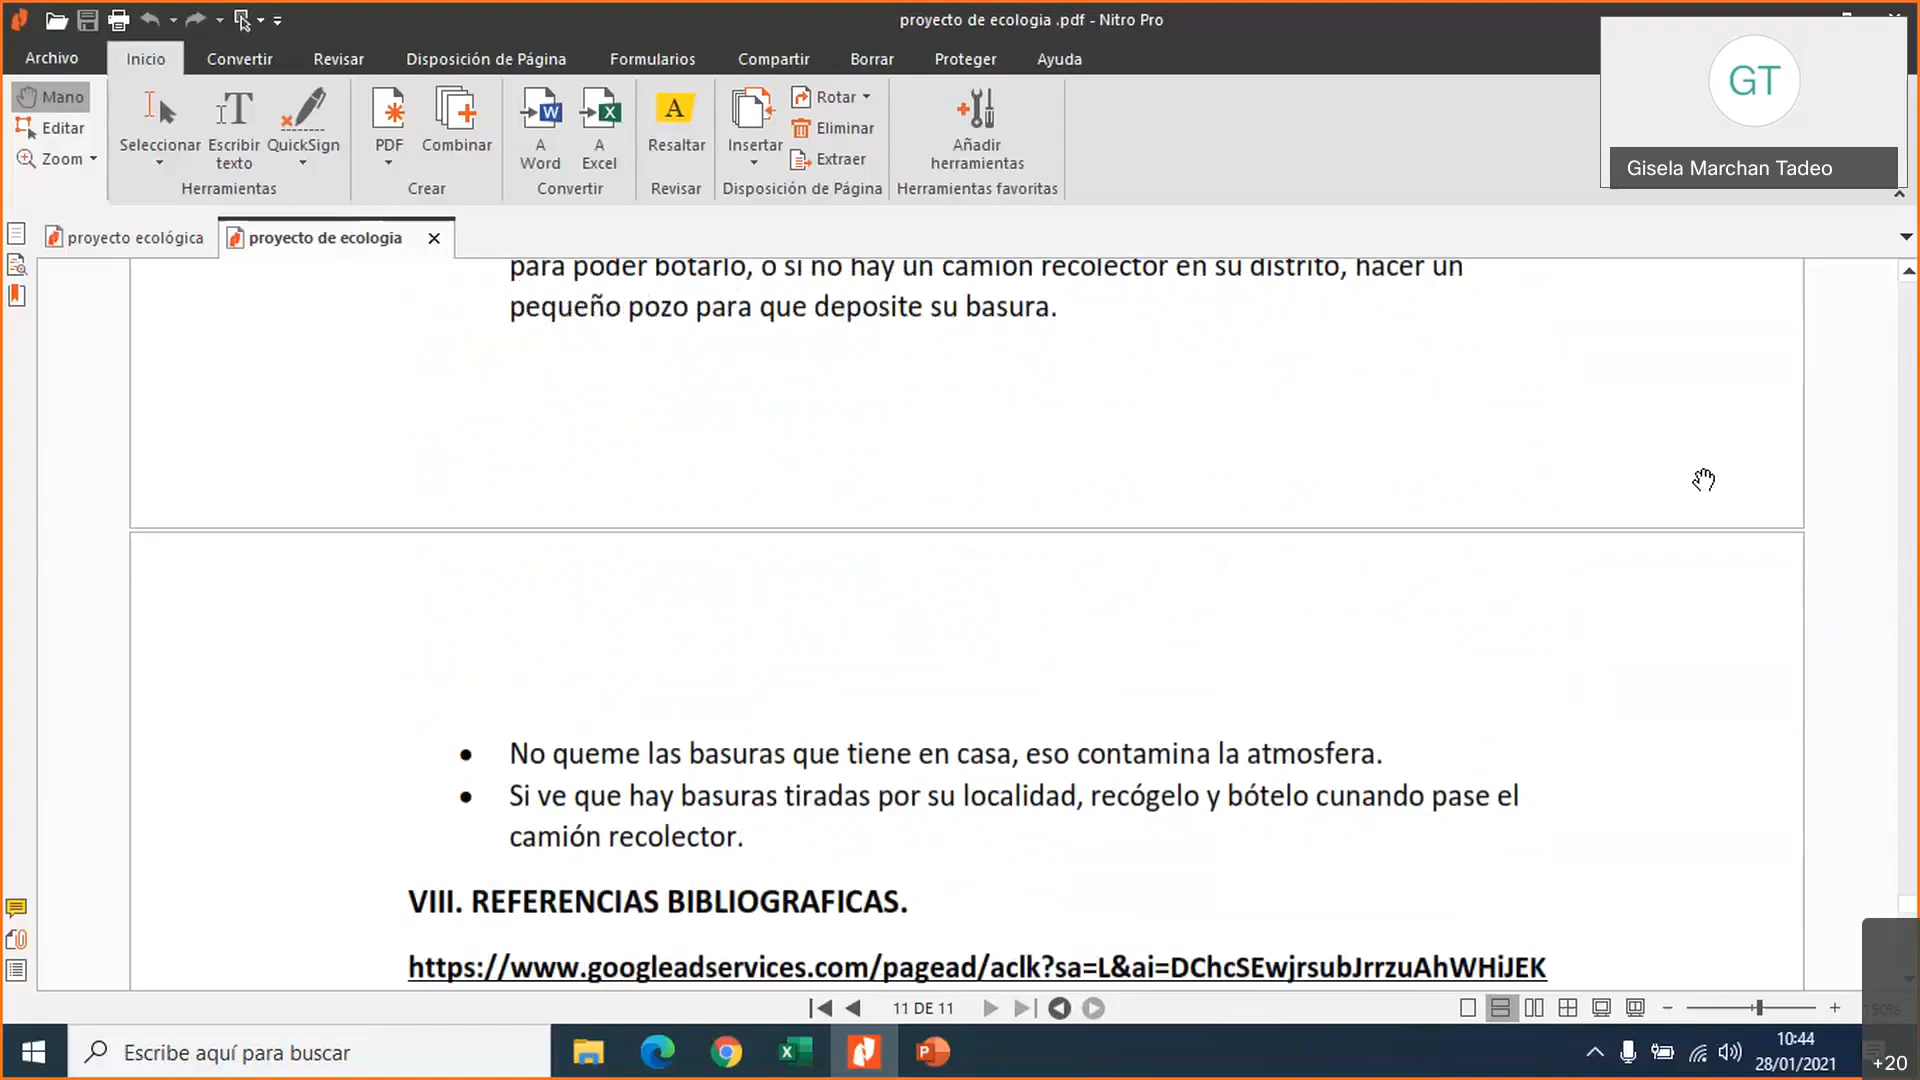 proyecto de ecologia .pdf - Nitro Pro
Archivo Inicio Convertir Revisar Disposición de Página Formularios Compartir Borrar Proteger Ayuda
GT
Gisela Marchan Tadeo
Mano
Editar
Zoom
Seleccionar
Escribir texto
QuickSign
Herramientas
PDF
Combinar
Crear
A Word
A Excel
Convertir
Resaltar
Revisar
Insertar
Rotar
Eliminar
Extraer
Disposición de Página
Añadir herramientas
Herramientas favoritas
proyecto ecológica
proyecto de ecologia
para poder botarlo, o si no hay un camión recolector en su distrito, hacer un
pequeño pozo para que deposite su basura.
• No queme las basuras que tiene en casa, eso contamina la atmosfera.
• Si ve que hay basuras tiradas por su localidad, recógelo y bótelo cunando pase el
camión recolector.
VIII. REFERENCIAS BIBLIOGRAFICAS.
https://www.googleadservices.com/pagead/aclk?sa=L&ai=DChcSEwjrsubJrrzuAhWHiJEK
11 DE 11
150%
Escribe aquí para buscar
10:44
28/01/2021
+20